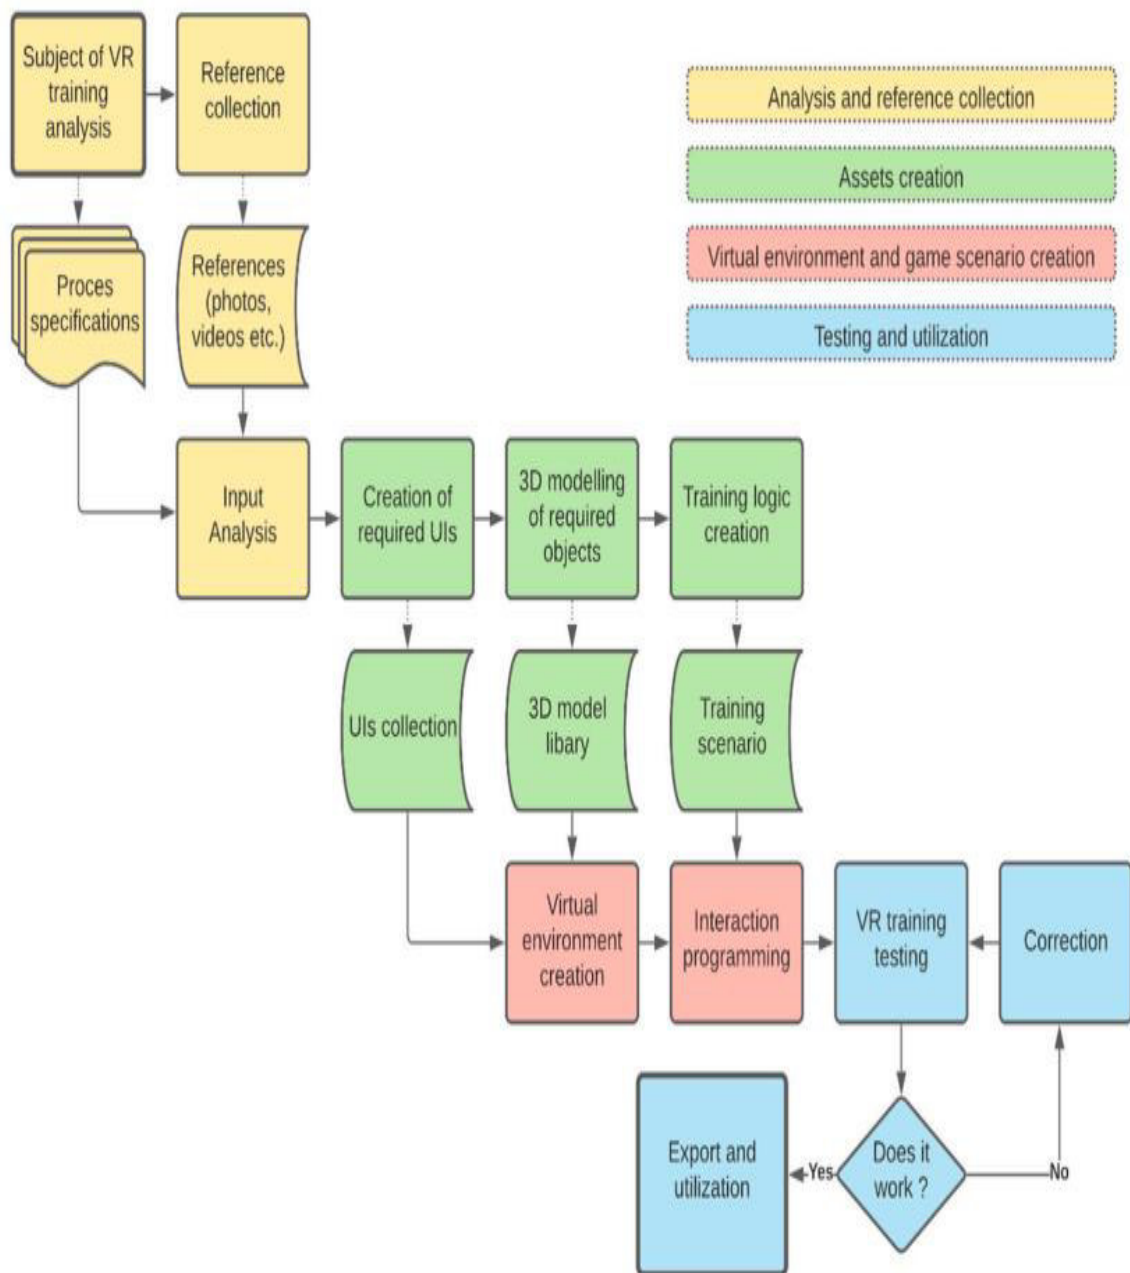 Subject of VR
training
analysis
Reference
collection
Analysis and reference collection
Assets creation
Virtual environment and game scenario creation
Testing and utilization
Proces
specifications
References
(photos,
videos etc.)
Input
Analysis
Creation of
required UIs
3D modelling
of required
objects
Training logic
creation
UIs collection
3D model
libary
Training
scenario
Virtual
environment
creation
Interaction
programming
VR training
testing
Correction
Export and
utilization
Yes
Does it
work ?
No